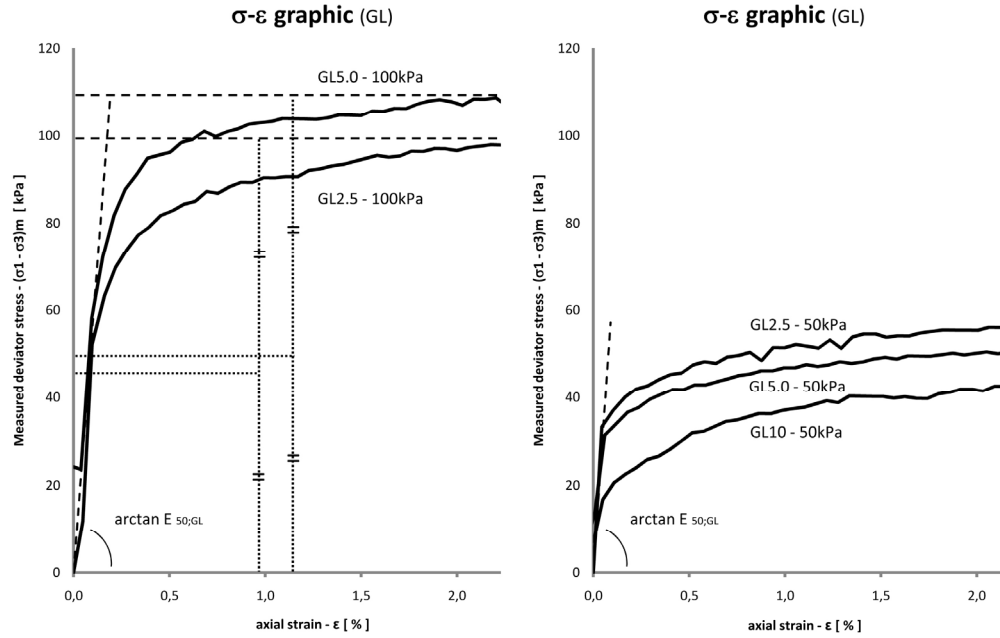 σ-ε graphic (GL)
120
100
80
60
40
20
0
Measured deviator stress - (σ1 - σ3)m [ kPa]
GL5.0 - 100kPa
GL2.5 - 100kPa
arctan E 50;GL
0,0
0,5
1,0
1,5
2,0
axial strain - ε [ % ]
σ-ε graphic (GL)
120
100
80
60
40
20
0
Measured deviator stress - (σ1 - σ3)m [ kPa]
GL2.5 - 50kPa
GL5.0 - 50kPa
GL10 - 50kPa
arctan E 50;GL
0,0
0,5
1,0
1,5
2,0
axial strain - ε [ % ]